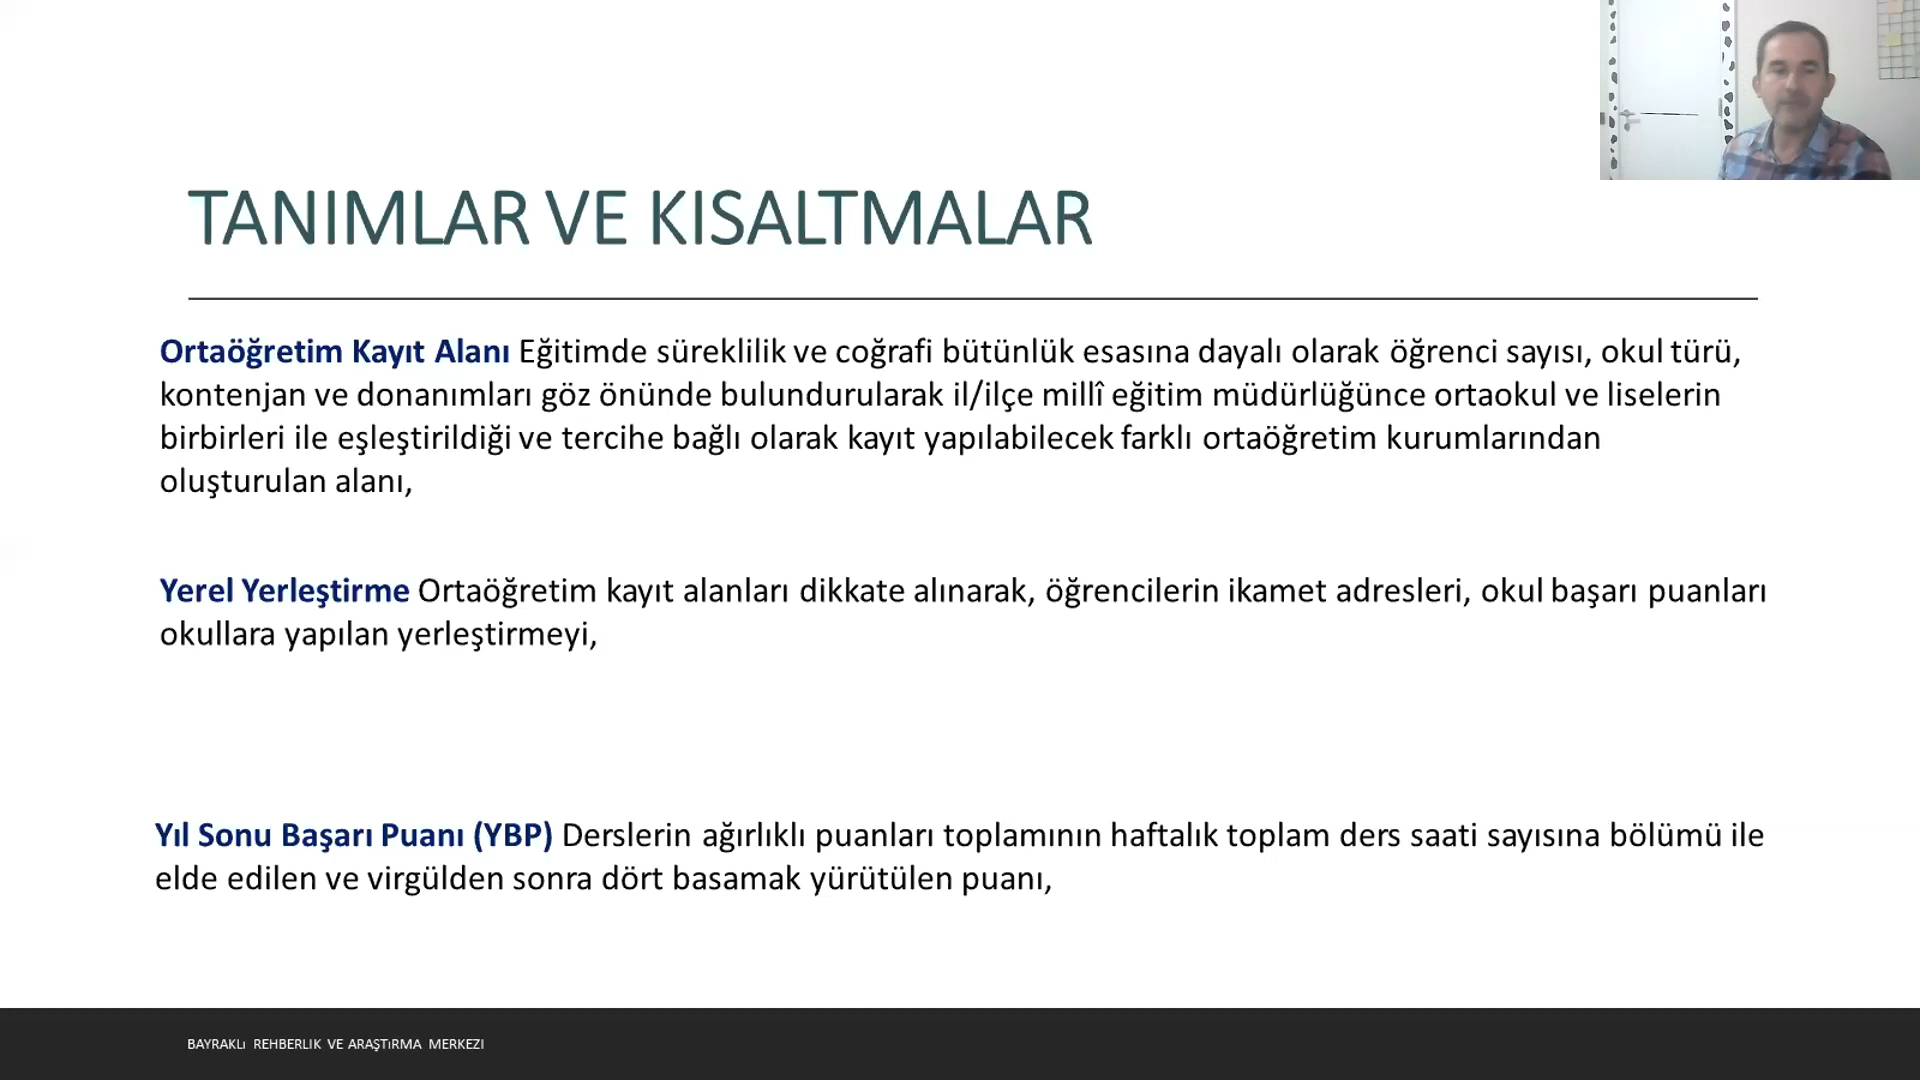 TANIMLAR VE KISALTMALAR
Ortaöğretim Kayıt Alanı Eğitimde süreklilik ve coğrafi bütünlük esasına dayalı olarak öğrenci sayısı, okul türü,
kontenjan ve donanımları göz önünde bulundurularak il/ilçe millî eğitim müdürlüğünce ortaokul ve liselerin
birbirleri ile eşleştirildiği ve tercihe bağlı olarak kayıt yapılabilecek farklı ortaöğretim kurumlarından
oluşturulan alanı,
Yerel Yerleştirme Ortaöğretim kayıt alanları dikkate alınarak, öğrencilerin ikamet adresleri, okul başarı puanları
okullara yapılan yerleştirmeyi,
Yıl Sonu Başarı Puanı (YBP) Derslerin ağırlıklı puanları toplamının haftalık toplam ders saati sayısına bölümü ile
elde edilen ve virgülden sonra dört basamak yürütülen puanı,
BAYRAKLı REHBERLIK VE ARAŞTıRMA MERKEZI